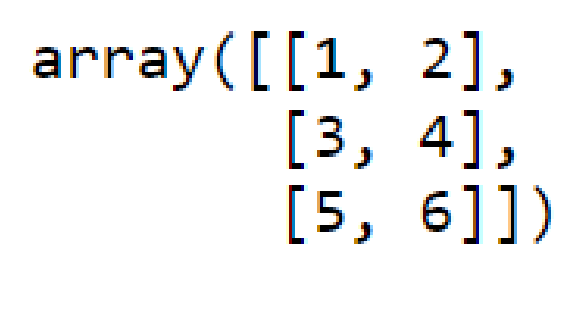 array([[1, 2],
       [3, 4],
       [5, 6]])